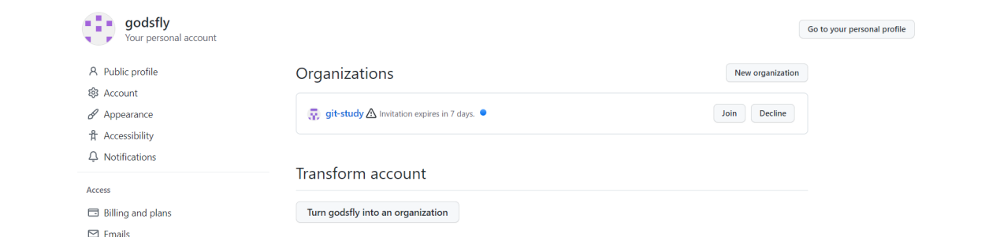 godsfly
Your personal account
Go to your personal profile
Public profile
Account
Appearance
Accessibility
Notifications
Access
Billing and plans
Emails
Organizations
New organization
git-study Invitation expires in 7 days.
Join
Decline
Transform account
Turn godsfly into an organization